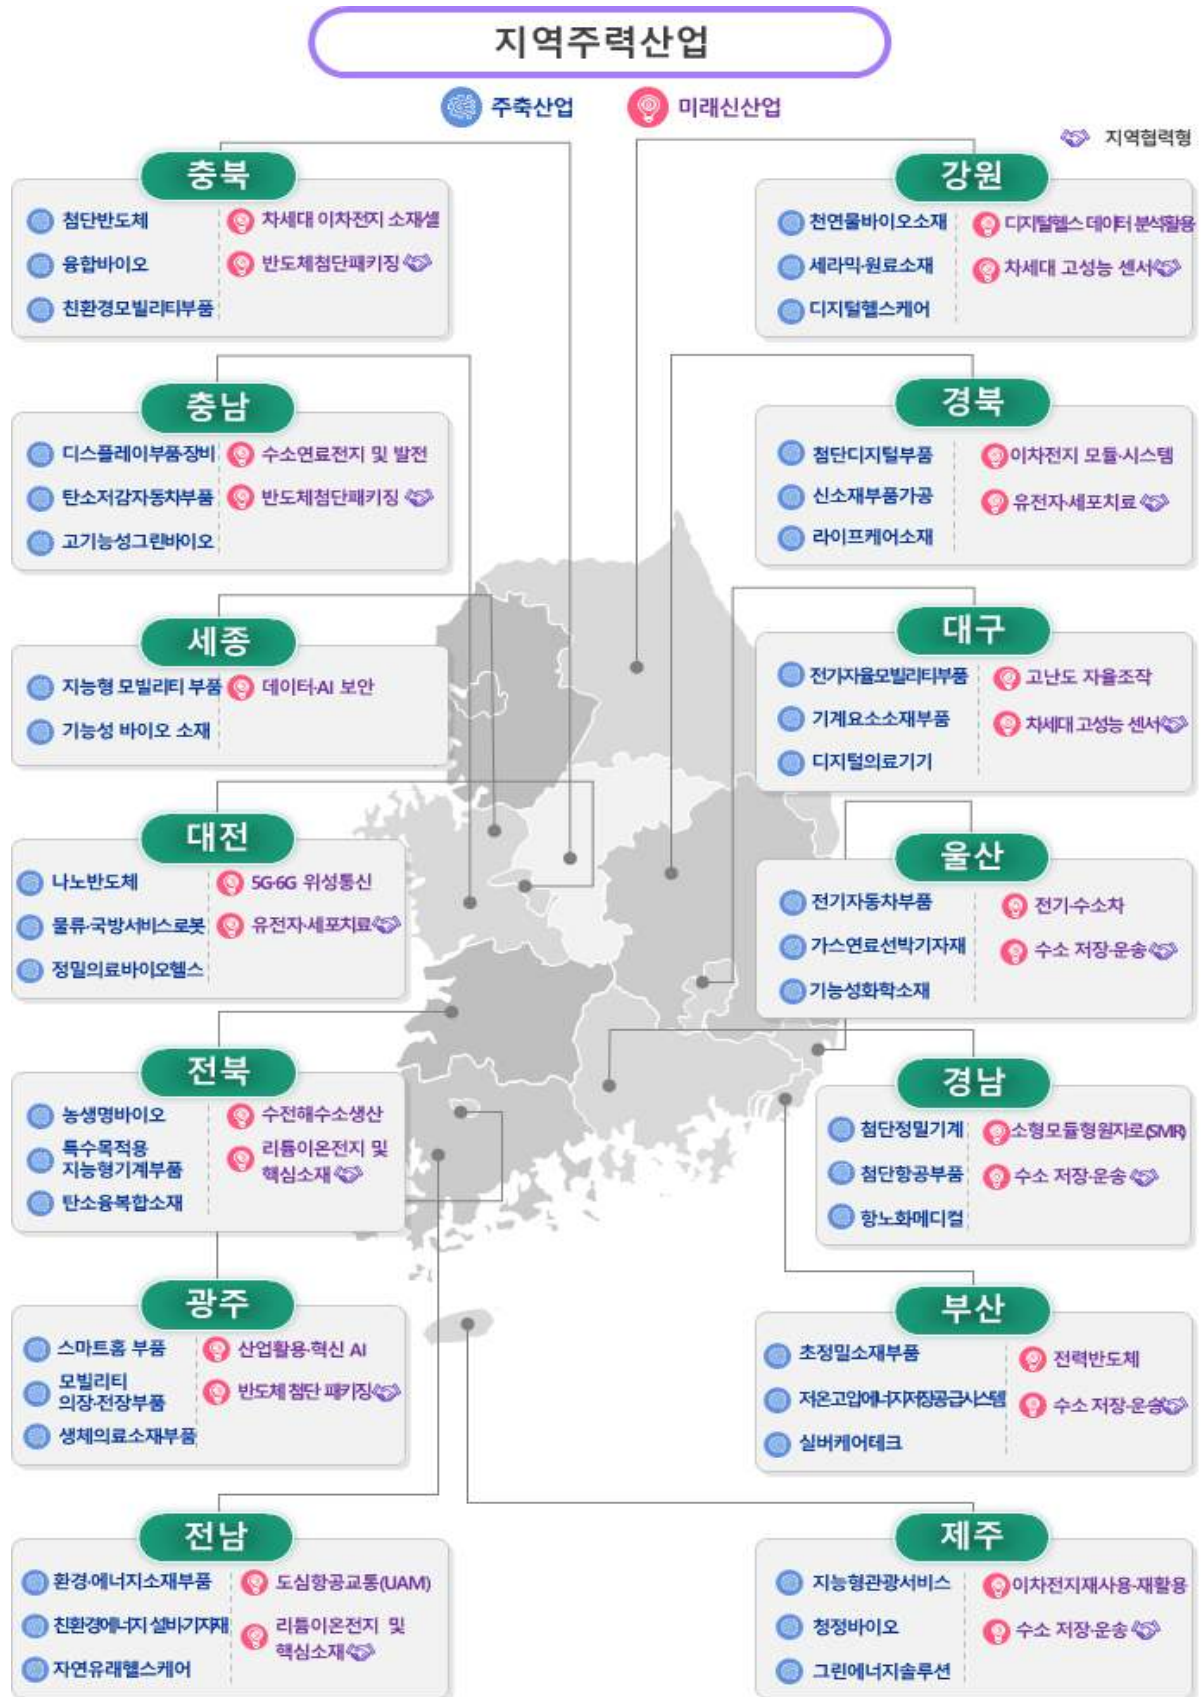 지역주력산업
주축산업
미래신산업
지역협력형
충북
첨단반도체
융합바이오
친환경모빌리티부품
차세대 이차전지 소재·셀
반도체첨단패키징
강원
천연물바이오소재
세라믹·원료소재
디지털헬스케어
디지털헬스 데이터 분석활용
차세대 고성능 센서
충남
디스플레이부품·장비
탄소저감자동차부품
고기능성그린바이오
수소연료전지 및 발전
반도체첨단패키징
경북
첨단디지털부품
신소재부품가공
라이프케어소재
이차전지 모듈·시스템
유전자·세포치료
세종
지능형 모빌리티 부품
기능성 바이오 소재
데이터·AI 보안
대구
전기자율모빌리티부품
기계요소소재부품
디지털의료기기
고난도 자율조작
차세대 고성능 센서
대전
나노반도체
물류·국방서비스로봇
정밀의료바이오헬스
5G·6G 위성통신
유전자·세포치료
울산
전기자동차부품
가스연료선박기자재
기능성화학소재
전기·수소차
수소 저장·운송
전북
농생명바이오
특수목적용
지능형기계부품
탄소융복합소재
수전해수소생산
리튬이온전지 및
핵심소재
경남
첨단정밀기계
첨단항공부품
항노화메디컬
소형모듈형원자로(SMR)
수소 저장·운송
광주
스마트홈 부품
모빌리티
의장·전장부품
생체의료소재부품
산업활용·혁신 AI
반도체 첨단 패키징
부산
초정밀소재부품
저온고압에너지저장공급시스템
실버케어테크
전력반도체
수소 저장·운송
전남
환경·에너지소재부품
친환경에너지 설비·기자재
자연유래헬스케어
도심항공교통(UAM)
리튬이온전지 및
핵심소재
제주
지능형관광서비스
청정바이오
그린에너지솔루션
이차전지재사용·재활용
수소 저장·운송